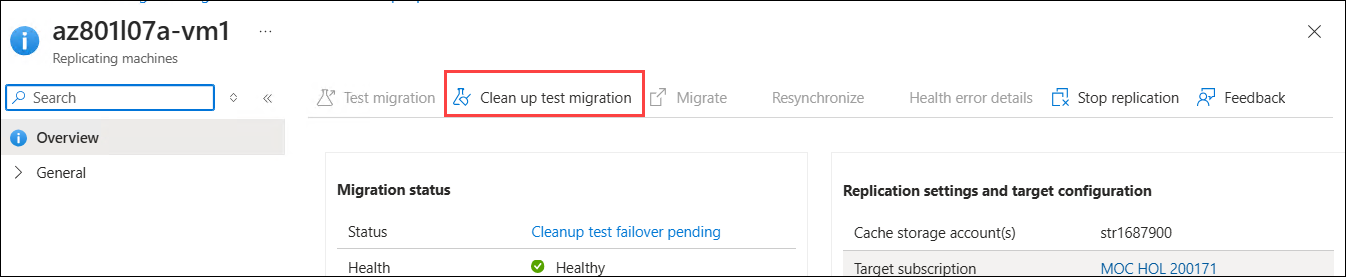 az801l07a-vm1 ...
Replicating machines
Search
Overview
General
Test migration Clean up test migration Migrate Resynchronize Health error details Stop replication Feedback
Migration status
Status Cleanup test failover pending
Health Healthy
Replication settings and target configuration
Cache storage account(s) str1687900
Target subscription MOC HOL 200171